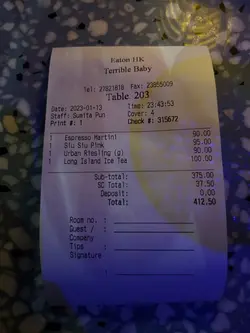 Eaton HK
Terrible Baby
Tel: 27821818 Fax: 23855009
Table 203
Date: 2023-01-13 Time: 23:43:53
Staff: Sumita Pun Cover: 4
Print #: 1 Check #: 315672
1 Espresso Martini 90.00
1 Siu Siu Pink 95.00
1 Urban Riesling (g) 90.00
1 Long Island Ice Tea 100.00
Sub-total: 375.00
SC Total: 37.50
Deposit: 0.00
Total: 412.50
Room no. :
Guest / :
Company
Tips :
Signature :